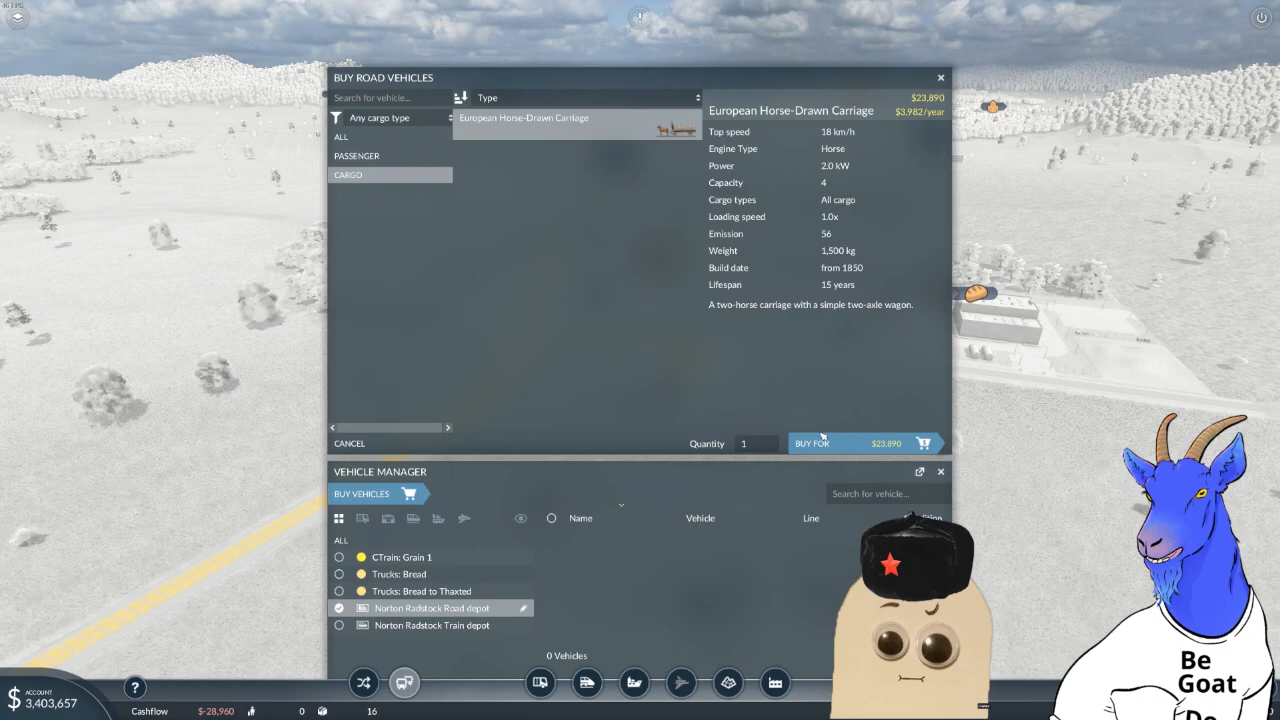 BUY ROAD VEHICLES
Search for vehicle...
Type
Any cargo type
ALL
PASSENGER
CARGO
European Horse-Drawn Carriage
$23,890
European Horse-Drawn Carriage
$3,982/year
Top speed 18 km/h
Engine Type Horse
Power 2.0 kW
Capacity 4
Cargo types All cargo
Loading speed 1.0x
Emission 56
Weight 1,500 kg
Build date from 1850
Lifespan 15 years
A two-horse carriage with a simple two-axle wagon.
CANCEL
Quantity 1
BUY FOR $23,890
VEHICLE MANAGER
BUY VEHICLES
Search for vehicle...
Name Vehicle Line
ALL
CTrain: Grain 1
Trucks: Bread
Trucks: Bread to Thaxted
Norton Radstock Road depot
Norton Radstock Train depot
0 Vehicles
?
$ ACCOUNT
3,403,657
Cashflow $-28,960 0 16
Be
Goat
Do